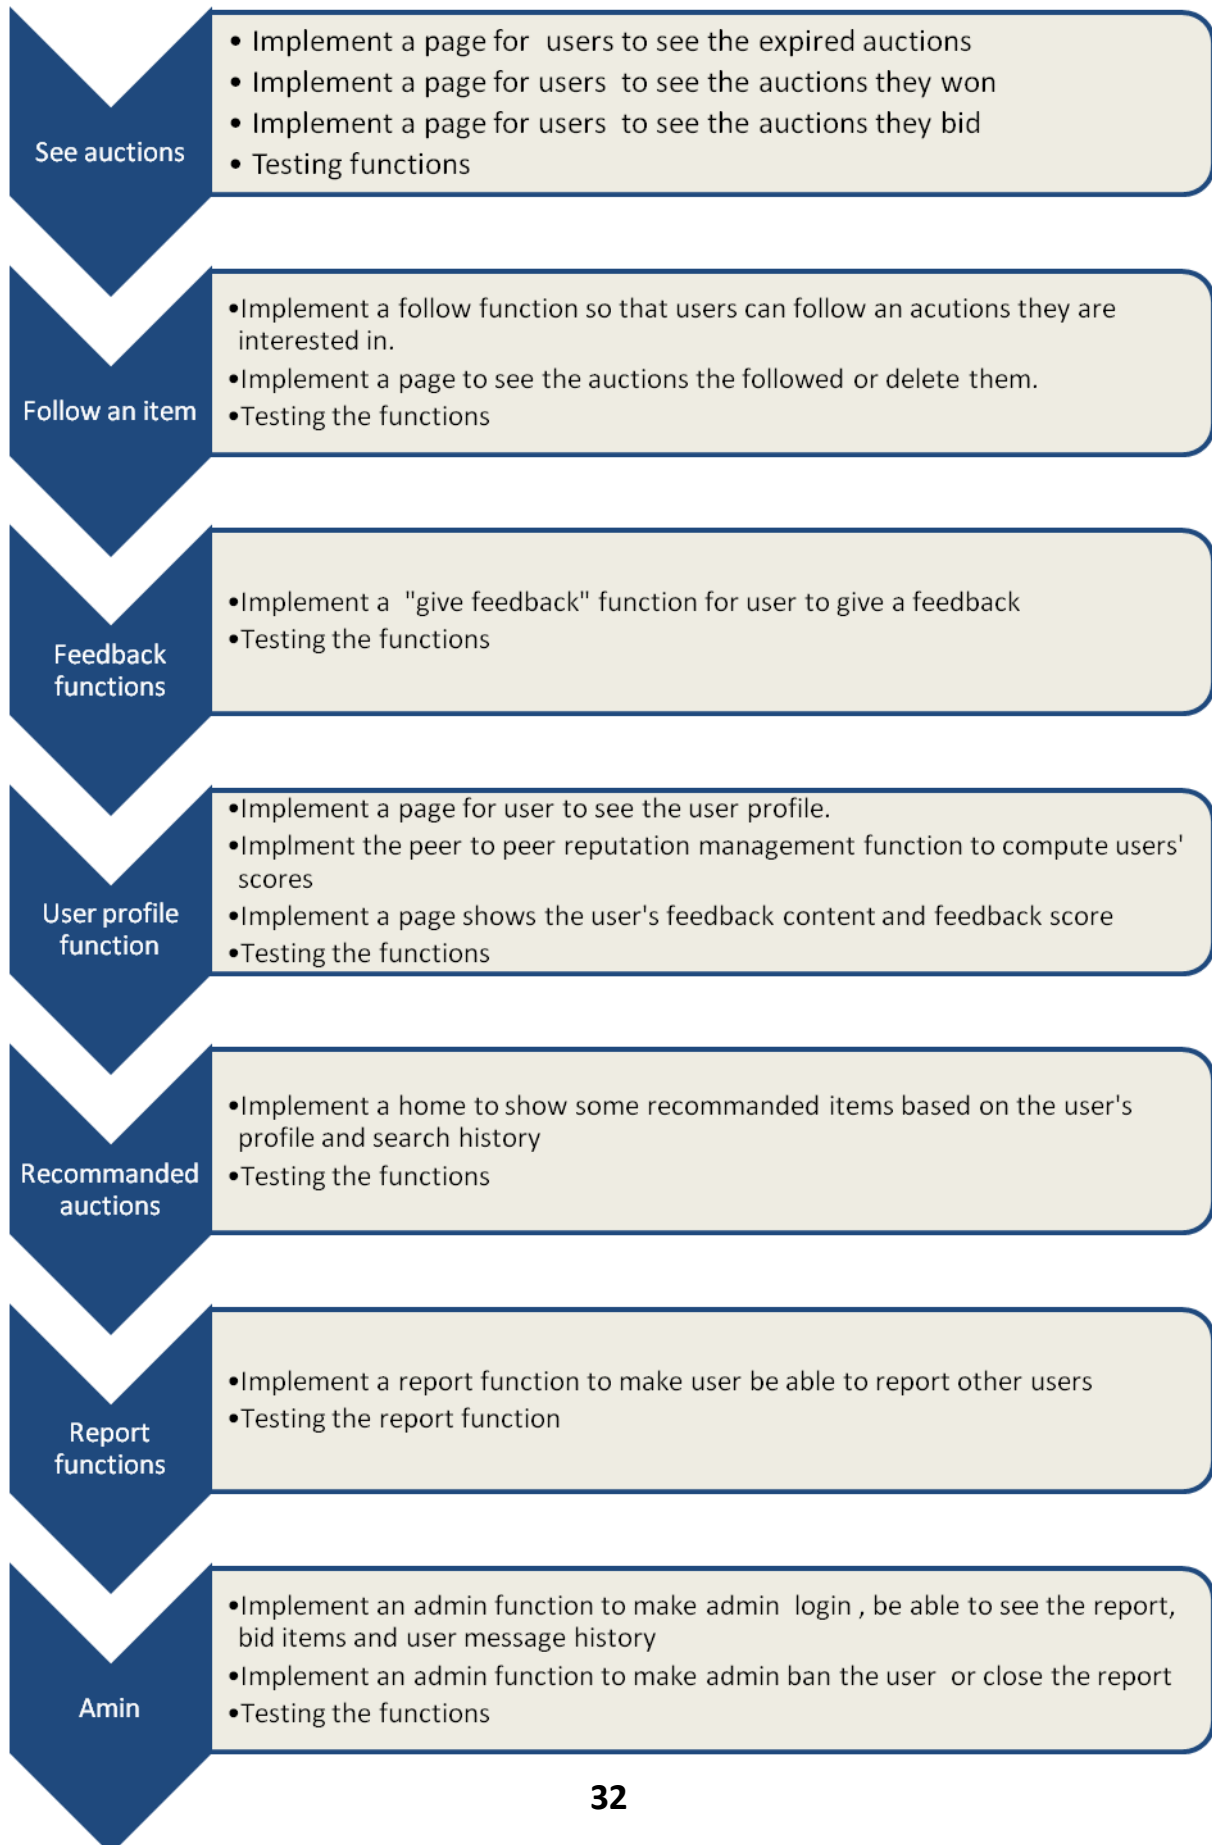 See auctions
• Implement a page for users to see the expired auctions
• Implement a page for users to see the auctions they won
• Implement a page for users to see the auctions they bid
• Testing functions
Follow an item
•Implement a follow function so that users can follow an acutions they are
interested in.
•Implement a page to see the auctions the followed or delete them.
•Testing the functions
Feedback
functions
•Implement a "give feedback" function for user to give a feedback
•Testing the functions
User profile
function
•Implement a page for user to see the user profile.
•Implment the peer to peer reputation management function to compute users'
scores
•Implement a page shows the user's feedback content and feedback score
•Testing the functions
Recommanded
auctions
•Implement a home to show some recommanded items based on the user's
profile and search history
•Testing the functions
Report
functions
•Implement a report function to make user be able to report other users
•Testing the report function
Amin
•Implement an admin function to make admin login , be able to see the report,
bid items and user message history
•Implement an admin function to make admin ban the user or close the report
•Testing the functions
32